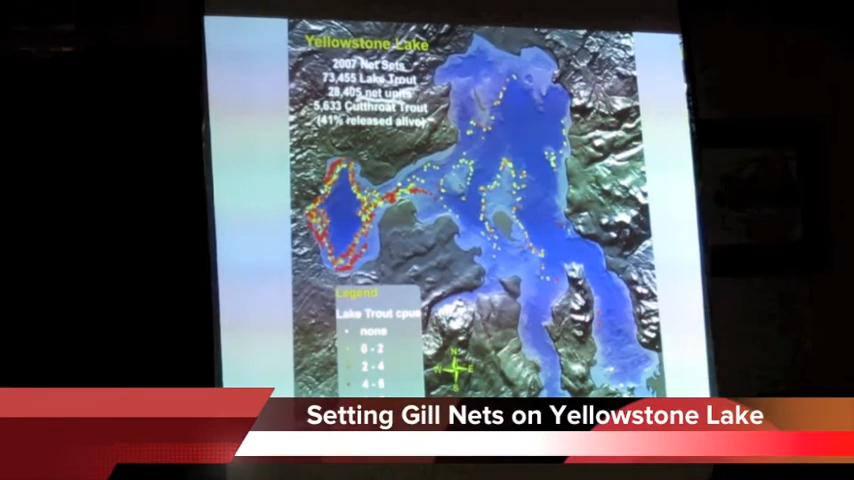 Yellowstone Lake
2007 Net Sets
73,455 Lake Trout
28,405 net units
5,633 Cutthroat Trout
(41% released alive)
Legend
Lake Trout cpue
none
0 - 2
2 - 4
4 - 6
N
W E
S
Setting Gill Nets on Yellowstone Lake